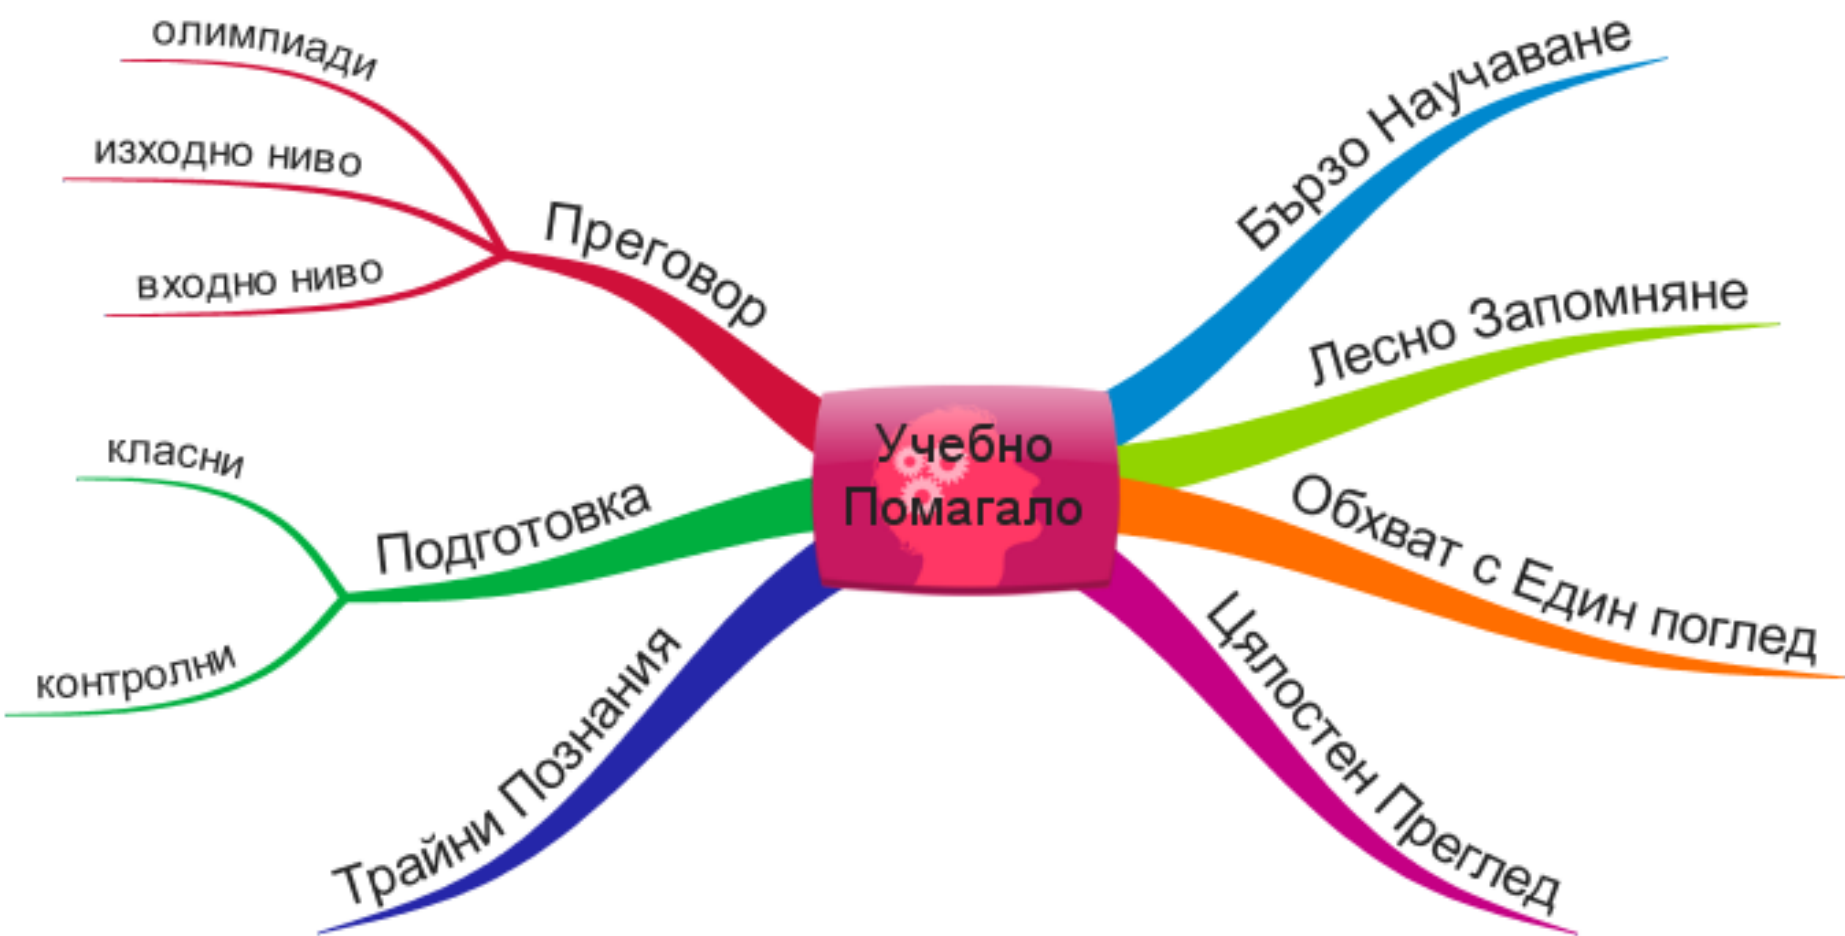 Учебно
Помагало
Бързо Научаване
Лесно Запомняне
Обхват с Един поглед
Цялостен Преглед
Трайни Познания
Подготовка
контролни
класни
Преговор
входно ниво
изходно ниво
олимпиади